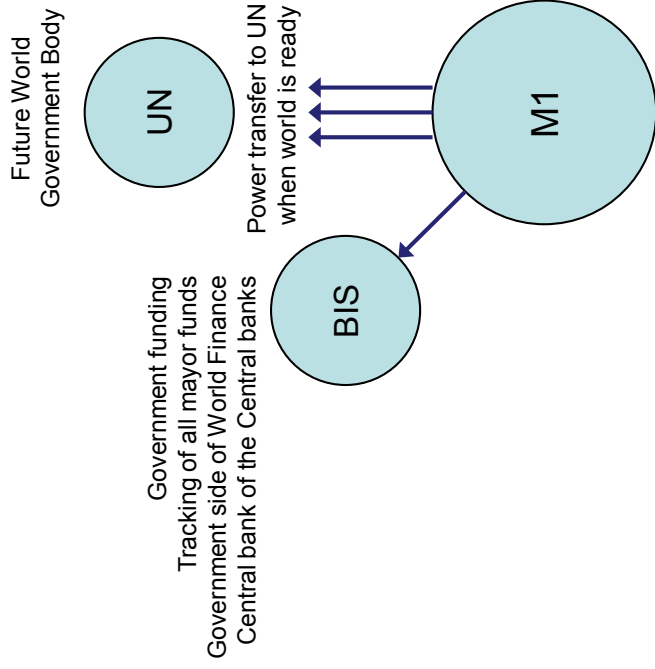 Future World
Government Body
UN
Power transfer to UN
when world is ready
Government funding
Tracking of all mayor funds
Government side of World Finance
Central bank of the Central banks
BIS
M1